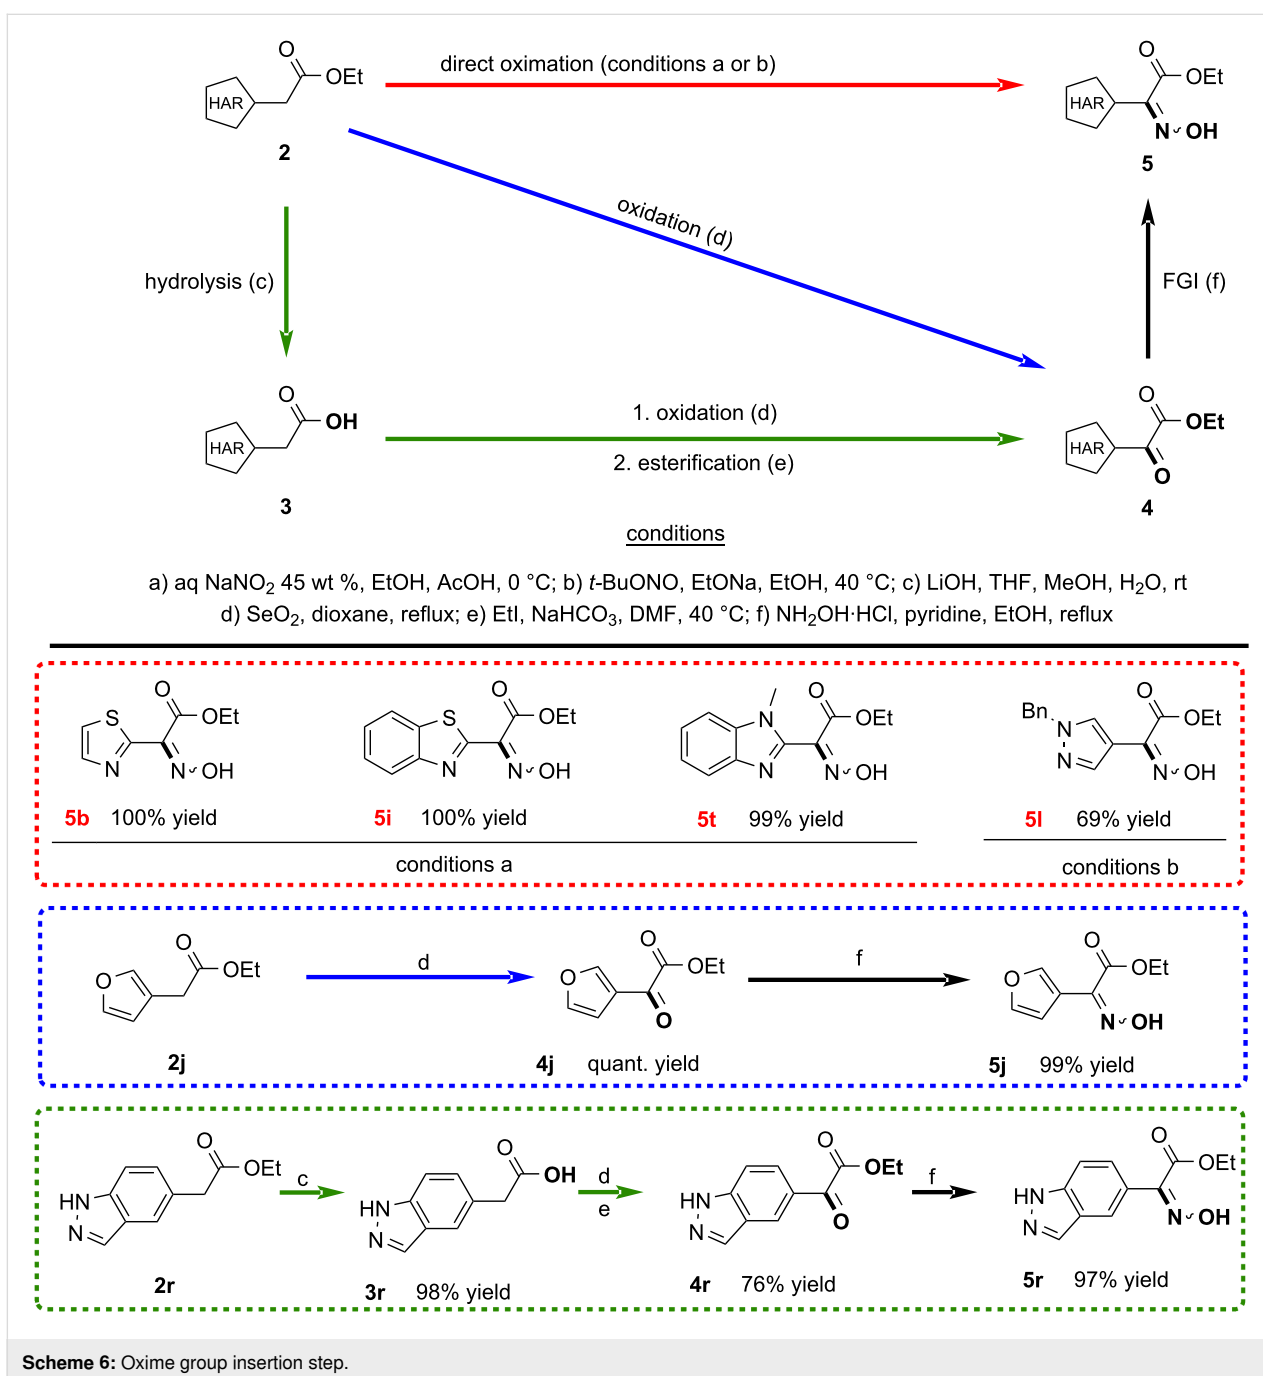 O
OEt
HAR
2
direct oximation (conditions a or b)
O
OEt
HAR
N OH
5
oxidation (d)
hydrolysis (c)
FGI (f)
O
OH
HAR
3
1. oxidation (d)
2. esterification (e)
O
OEt
HAR
O
4
conditions
a) aq NaNO2 45 wt %, EtOH, AcOH, 0 °C; b) t-BuONO, EtONa, EtOH, 40 °C; c) LiOH, THF, MeOH, H2O, rt
d) SeO2, dioxane, reflux; e) EtI, NaHCO3, DMF, 40 °C; f) NH2OH·HCl, pyridine, EtOH, reflux
O
S OEt
N N OH
5b 100% yield
O
S OEt
N N OH
5i 100% yield
O
N OEt
N N OH
5t 99% yield
conditions a
O
Bn N OEt
N N OH
5l 69% yield
conditions b
O
O OEt
2j
d
O
O OEt
O
4j quant. yield
f
O
O OEt
N OH
5j 99% yield
O
OEt
HN
N
2r
c
O
OH
HN
N
3r 98% yield
d
e
O
OEt
HN
O
N
4r 76% yield
f
O
OEt
HN
N OH
N
5r 97% yield
Scheme 6: Oxime group insertion step.